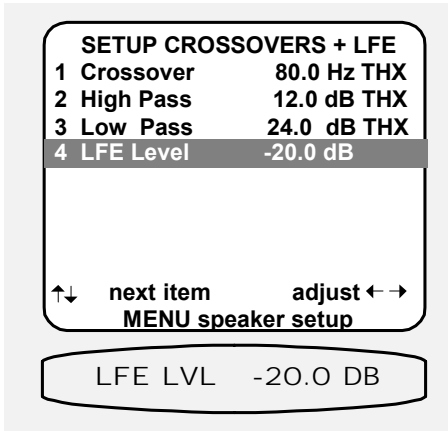 SETUP CROSSOVERS + LFE
1 Crossover 80.0 Hz THX
2 High Pass 12.0 dB THX
3 Low Pass 24.0 dB THX
4 LFE Level -20.0 dB
↑↓ next item adjust ←→
MENU speaker setup
LFE LVL -20.0 DB